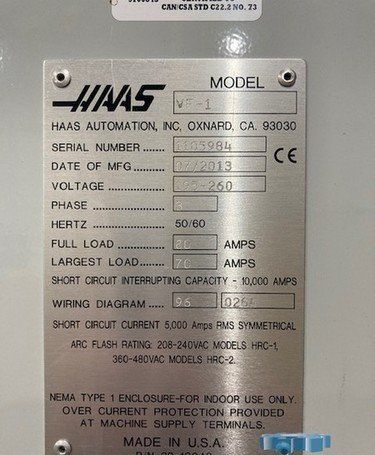 CAN/CSA STD C22.2 NO. 73
HAAS
MODEL
VF-1
HAAS AUTOMATION, INC, OXNARD, CA. 93030
SERIAL NUMBER 1105984 CE
DATE OF MFG 07/2013
VOLTAGE
PHASE 3
HERTZ 50/60
FULL LOAD AMPS
LARGEST LOAD AMPS
SHORT CIRCUIT INTERRUPTING CAPACITY - 10,000 AMPS
WIRING DIAGRAM 96
SHORT CIRCUIT CURRENT 5,000 Amps RMS SYMMETRICAL
ARC FLASH RATING: 208-240VAC MODELS HRC-1,
360-480VAC MODELS HRC-2.
NEMA TYPE 1 ENCLOSURE-FOR INDOOR USE ONLY.
OVER CURRENT PROTECTION PROVIDED
AT MACHINE SUPPLY TERMINALS.
MADE IN U.S.A.